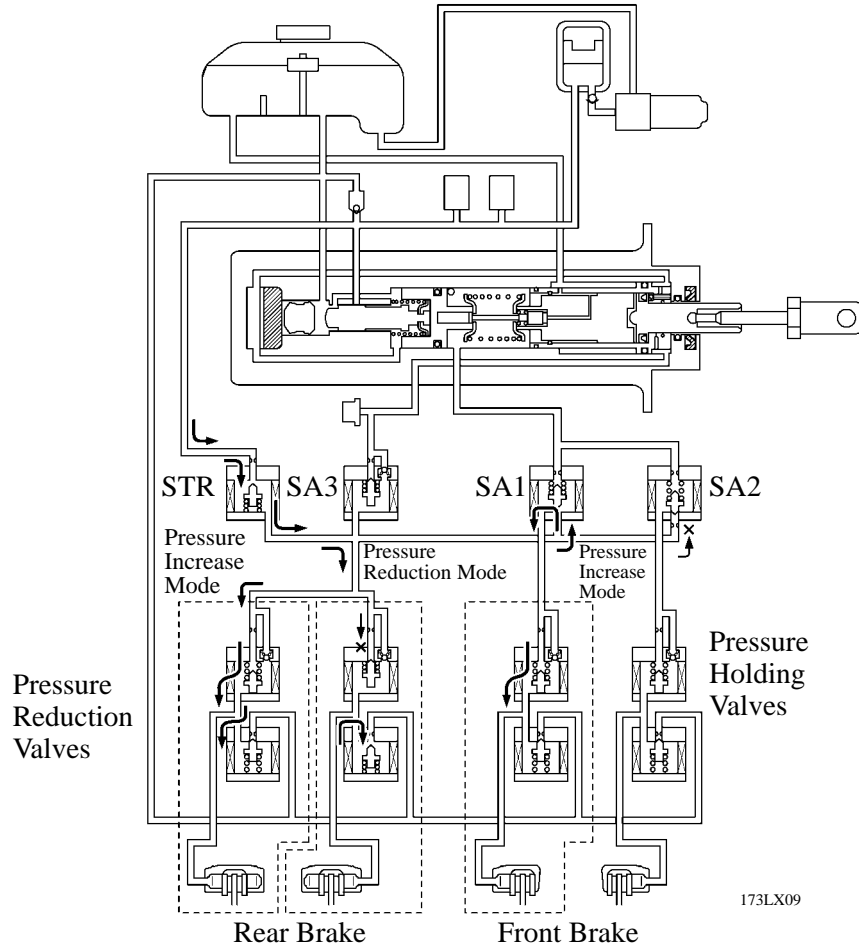 STR
SA3
SA1
SA2
Pressure
Increase
Mode
Pressure
Reduction Mode
Pressure
Increase
Mode
Pressure
Reduction
Valves
Pressure
Holding
Valves
173LX09
Rear Brake
Front Brake